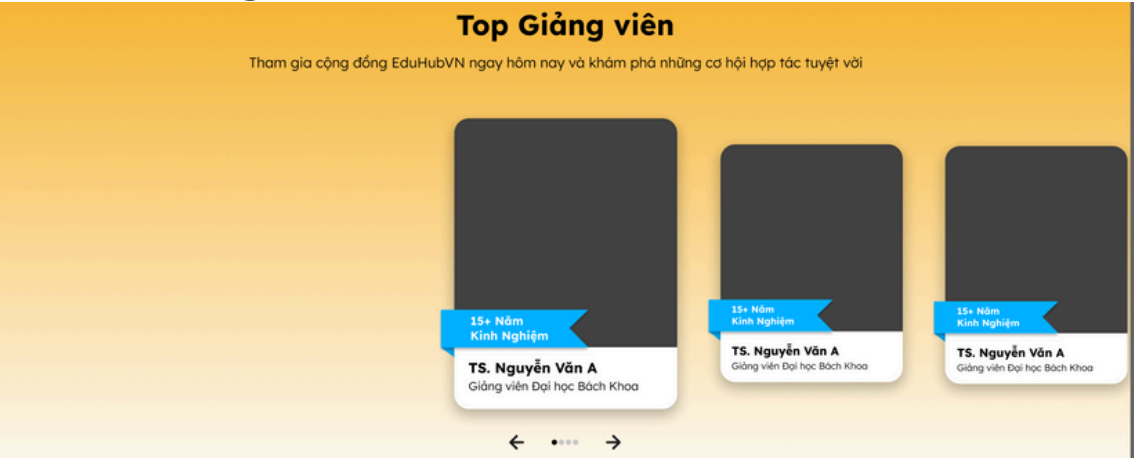 Top Giảng viên
Tham gia cộng đồng EduHubVN ngay hôm nay và khám phá những cơ hội hợp tác tuyệt vời
15+ Năm
Kinh Nghiệm
TS. Nguyễn Văn A
Giảng viên Đại học Bách Khoa
15+ Năm
Kinh Nghiệm
TS. Nguyễn Văn A
Giảng viên Đại học Bách Khoa
15+ Năm
Kinh Nghiệm
TS. Nguyễn Văn A
Giảng viên Đại học Bách Khoa